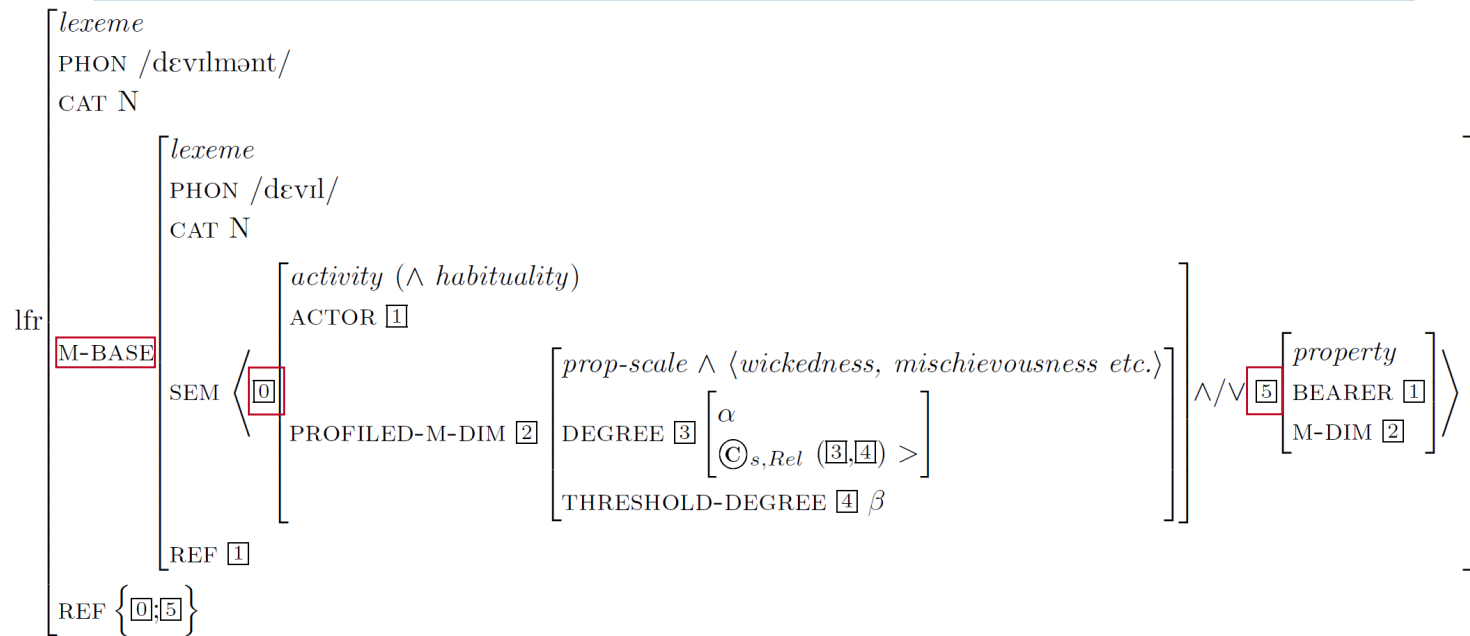 lexeme
PHON /dɛvɪlmənt/
CAT N
lexeme
PHON /dɛvɪl/
CAT N
activity (∧ habituality)
ACTOR 1
lfr
M-BASE
prop-scale ∧ ⟨wickedness, mischievousness etc.⟩
property
SEM ⟨ 0 ∧/∨ 5 BEARER 1 ⟩
α
PROFILED-M-DIM 2 DEGREE 3 M-DIM 2
©s,Rel (3,4) >
THRESHOLD-DEGREE 4 β
REF 1
REF {0;5}